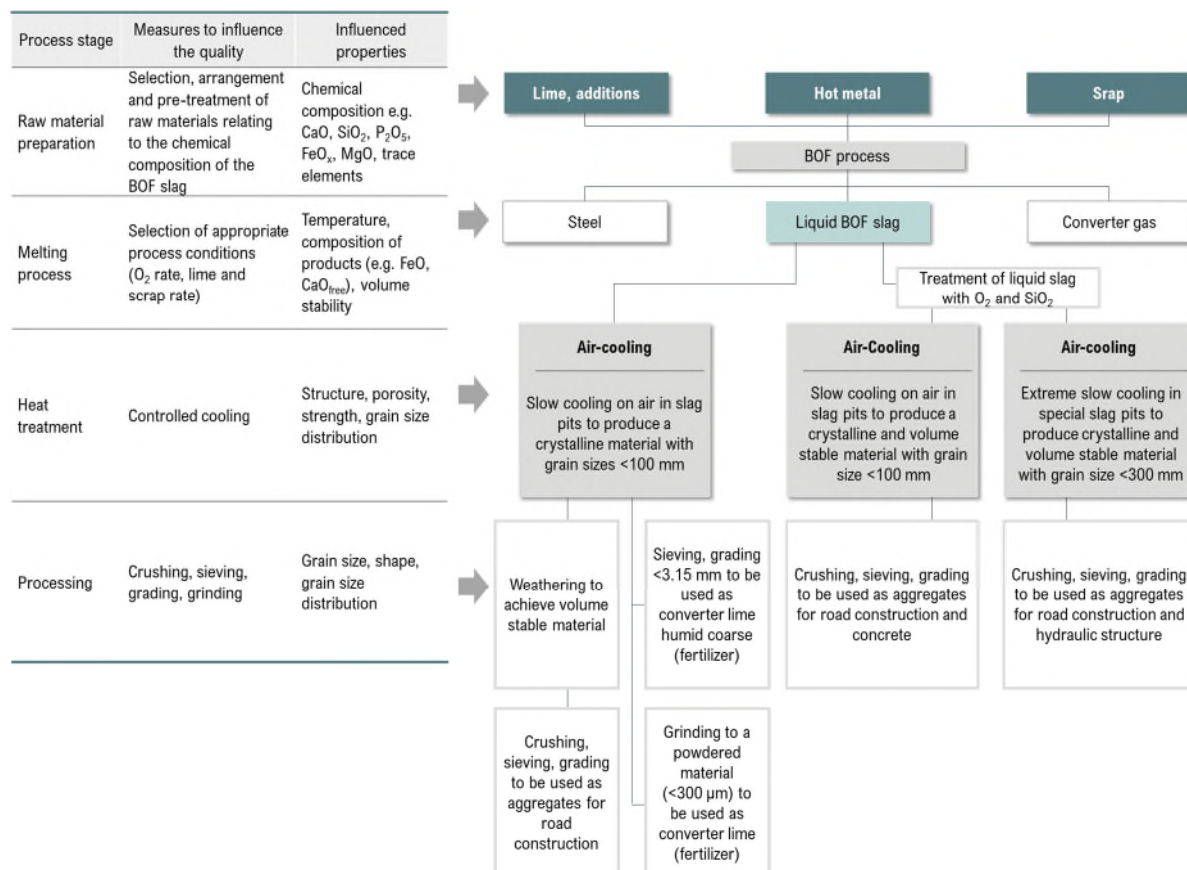 Process stage
Measures to influence
the quality
Influenced
properties
Raw material
preparation
Selection, arrangement
and pre-treatment of
raw materials relating
to the chemical
composition of the
BOF slag
Chemical
composition e.g.
CaO, SiO₂, P₂O₅,
FeOₓ, MgO, trace
elements
Melting
process
Selection of appropriate
process conditions
(O₂ rate, lime and
scrap rate)
Temperature,
composition of
products (e.g. FeO,
CaO_free), volume
stability
Heat
treatment
Controlled cooling
Structure, porosity,
strength, grain size
distribution
Processing
Crushing, sieving,
grading, grinding
Grain size, shape,
grain size
distribution
Lime, additions
Hot metal
Srap
BOF process
Steel
Liquid BOF slag
Converter gas
Treatment of liquid slag
with O₂ and SiO₂
Air-cooling
Slow cooling on air in slag
pits to produce a
crystalline material with
grain sizes <100 mm
Air-Cooling
Slow cooling on air in
slag pits to produce a
crystalline and volume
stable material with grain
size <100 mm
Air-cooling
Extreme slow cooling in
special slag pits to
produce crystalline and
volume stable material
with grain size <300 mm
Weathering to
achieve volume
stable material
Sieving, grading
<3.15 mm to be
used as
converter lime
humid coarse
(fertilizer)
Crushing, sieving, grading
to be used as aggregates
for road construction and
concrete
Crushing, sieving, grading
to be used as aggregates
for road construction and
hydraulic structure
Crushing,
sieving, grading
to be used as
aggregates for
road
construction
Grinding to a
powdered
material
(<300 µm) to
be used as
converter lime
(fertilizer)